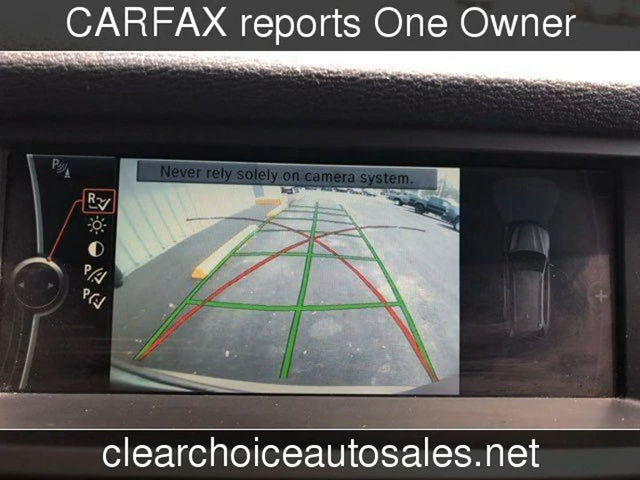 CARFAX reports One Owner
P
Never rely solely on camera system.
R
P
P
clearchoiceautosales.net